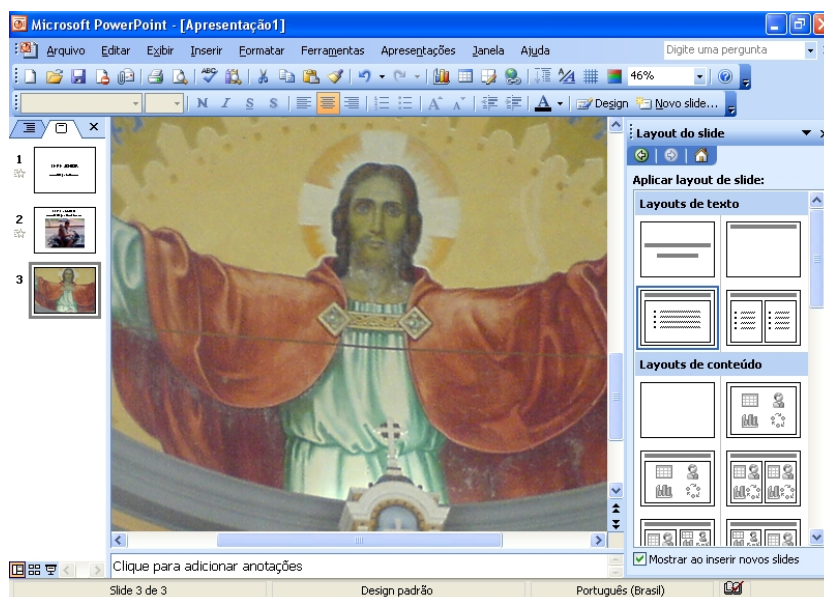 Microsoft PowerPoint - [Apresentação1]
Arquivo Editar Exibir Inserir Formatar Ferramentas Apresentações Janela Ajuda Digite uma pergunta
46%
N I S S A Design Novo slide...
Layout do slide
Aplicar layout de slide:
Layouts de texto
1
2
3
Layouts de conteúdo
Mostrar ao inserir novos slides
Clique para adicionar anotações
Slide 3 de 3 Design padrão Português (Brasil)